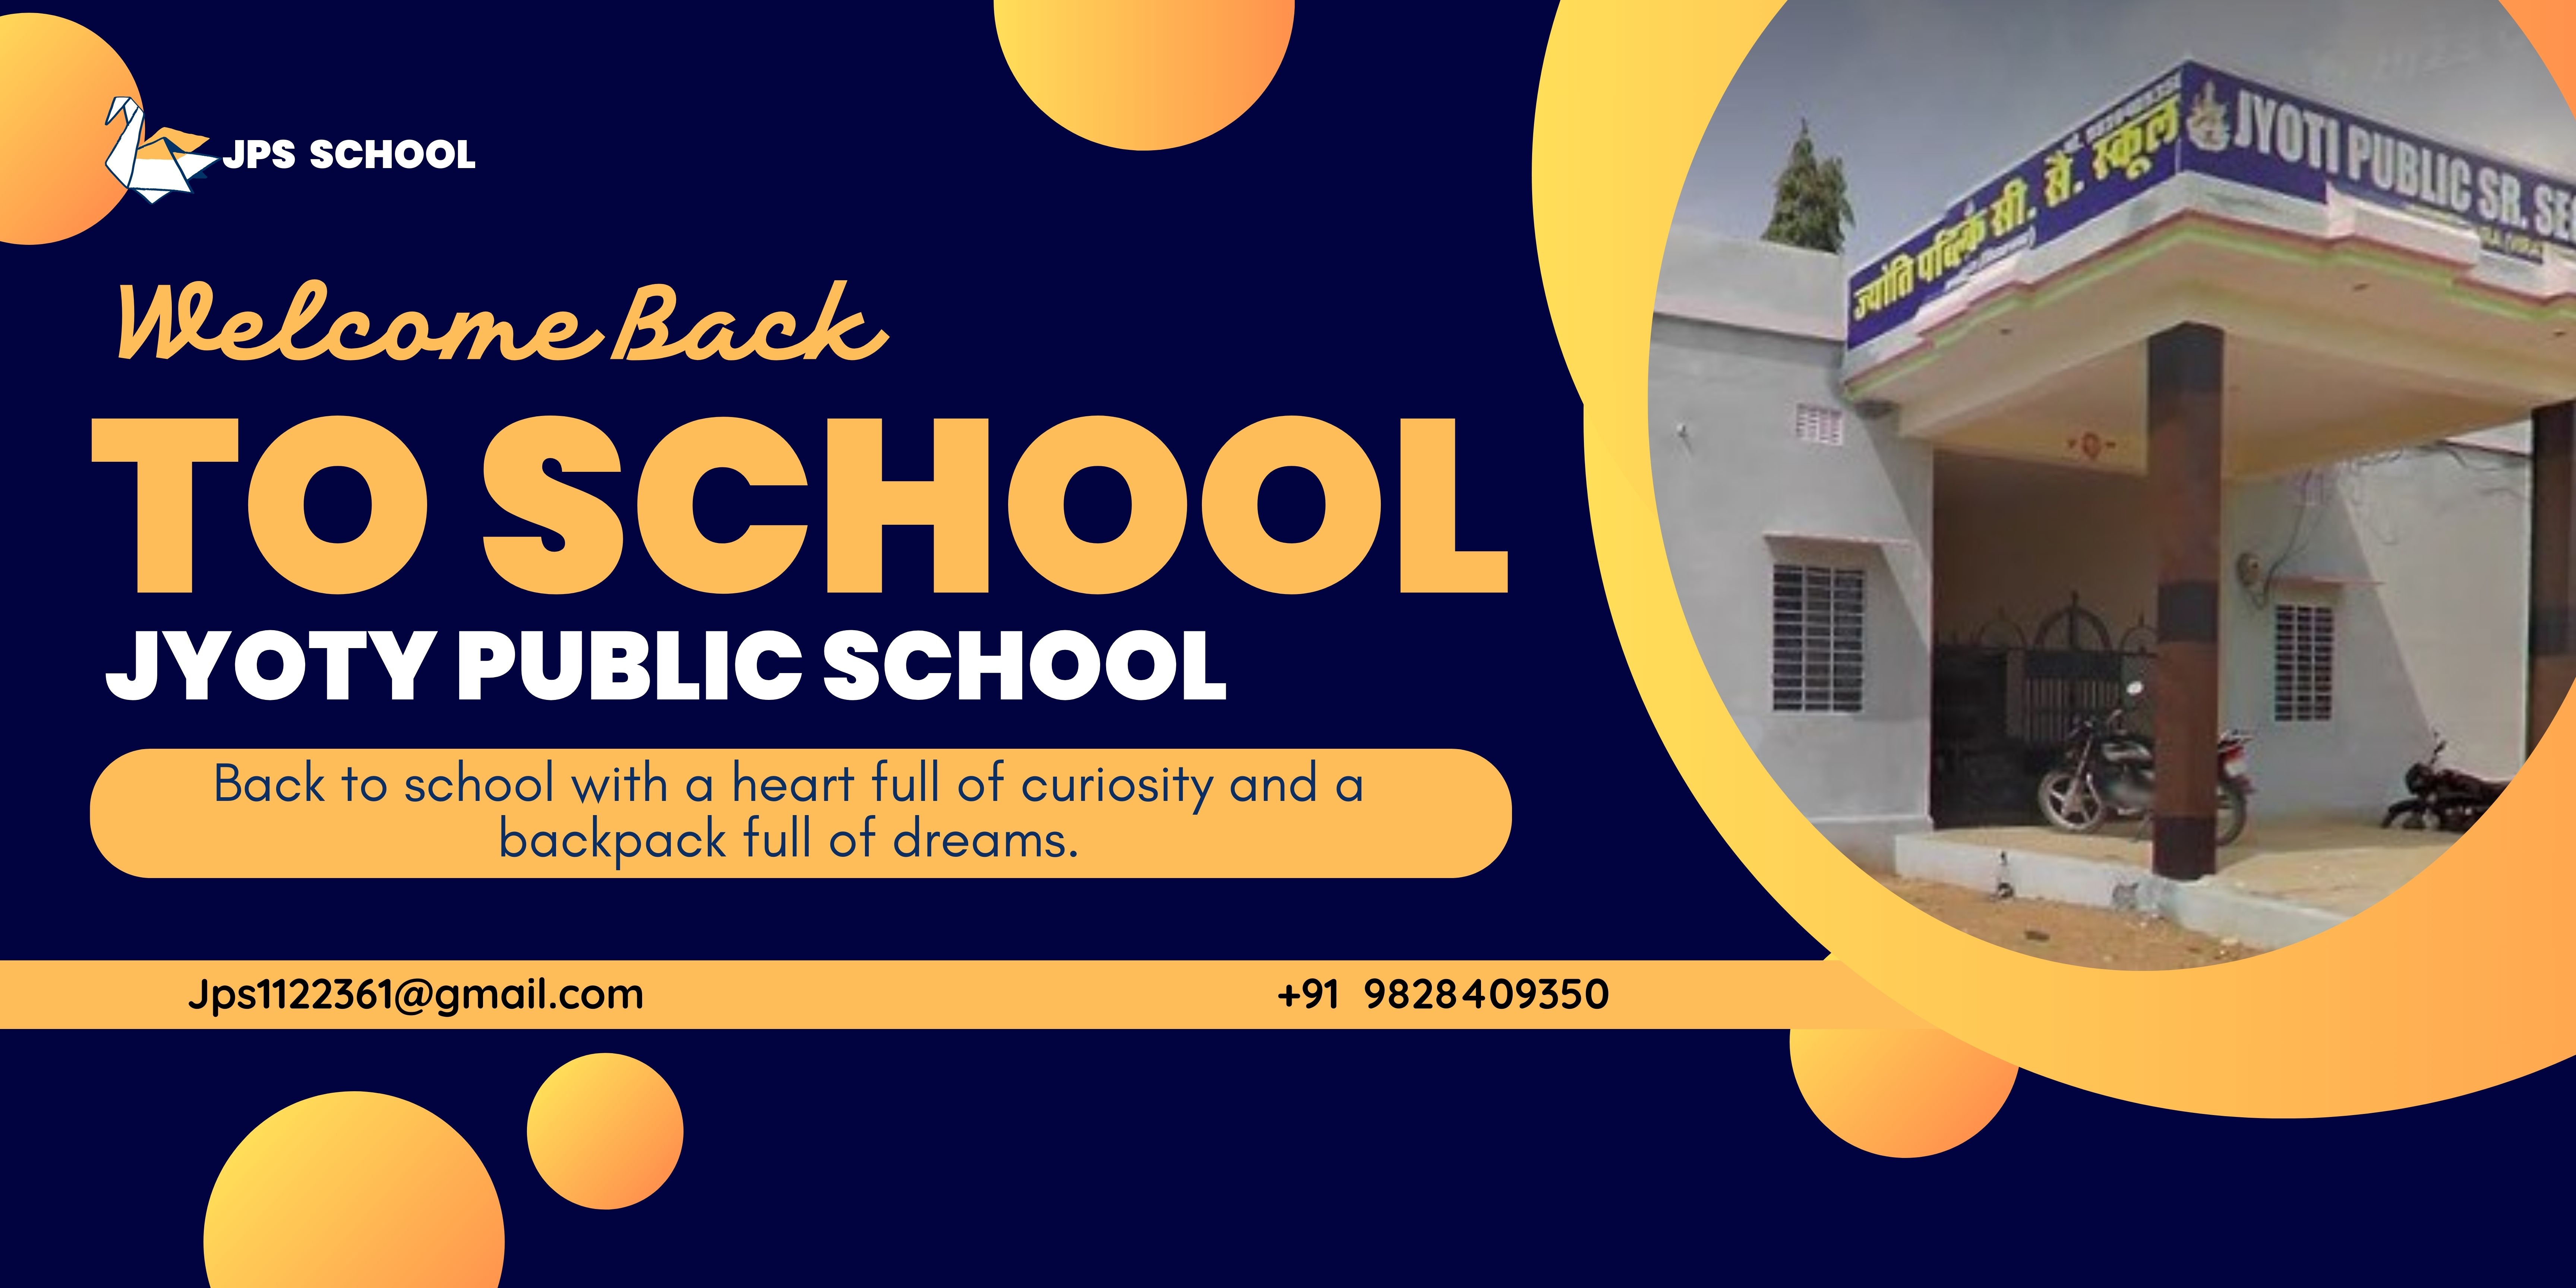 JPS SCHOOL
Welcome Back
TO SCHOOL
JYOTY PUBLIC SCHOOL
Back to school with a heart full of curiosity and a
backpack full of dreams.
Jps1122361@gmail.com
+91 9828409350
ज्योति पब्लिक सी. सै. स्कूल
JYOTI PUBLIC SR.